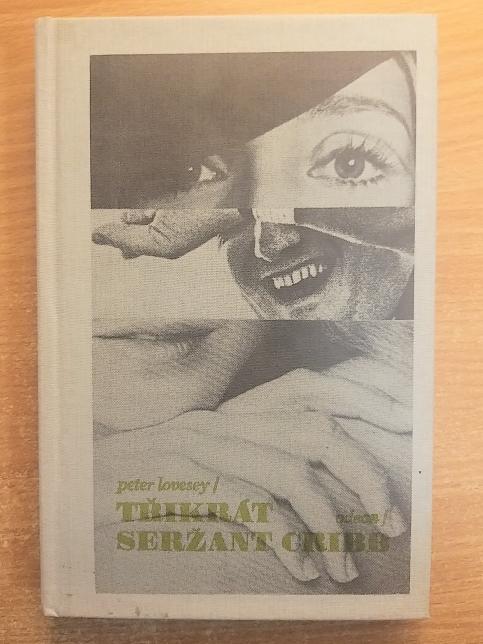 peter lovesey /
TŘIKRÁT odeon /
SERŽANT CRIBB